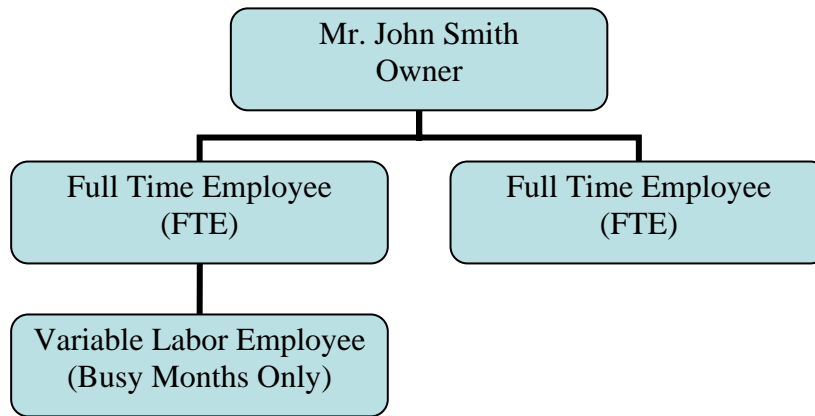 Mr. John Smith
Owner
Full Time Employee
(FTE)
Full Time Employee
(FTE)
Variable Labor Employee
(Busy Months Only)